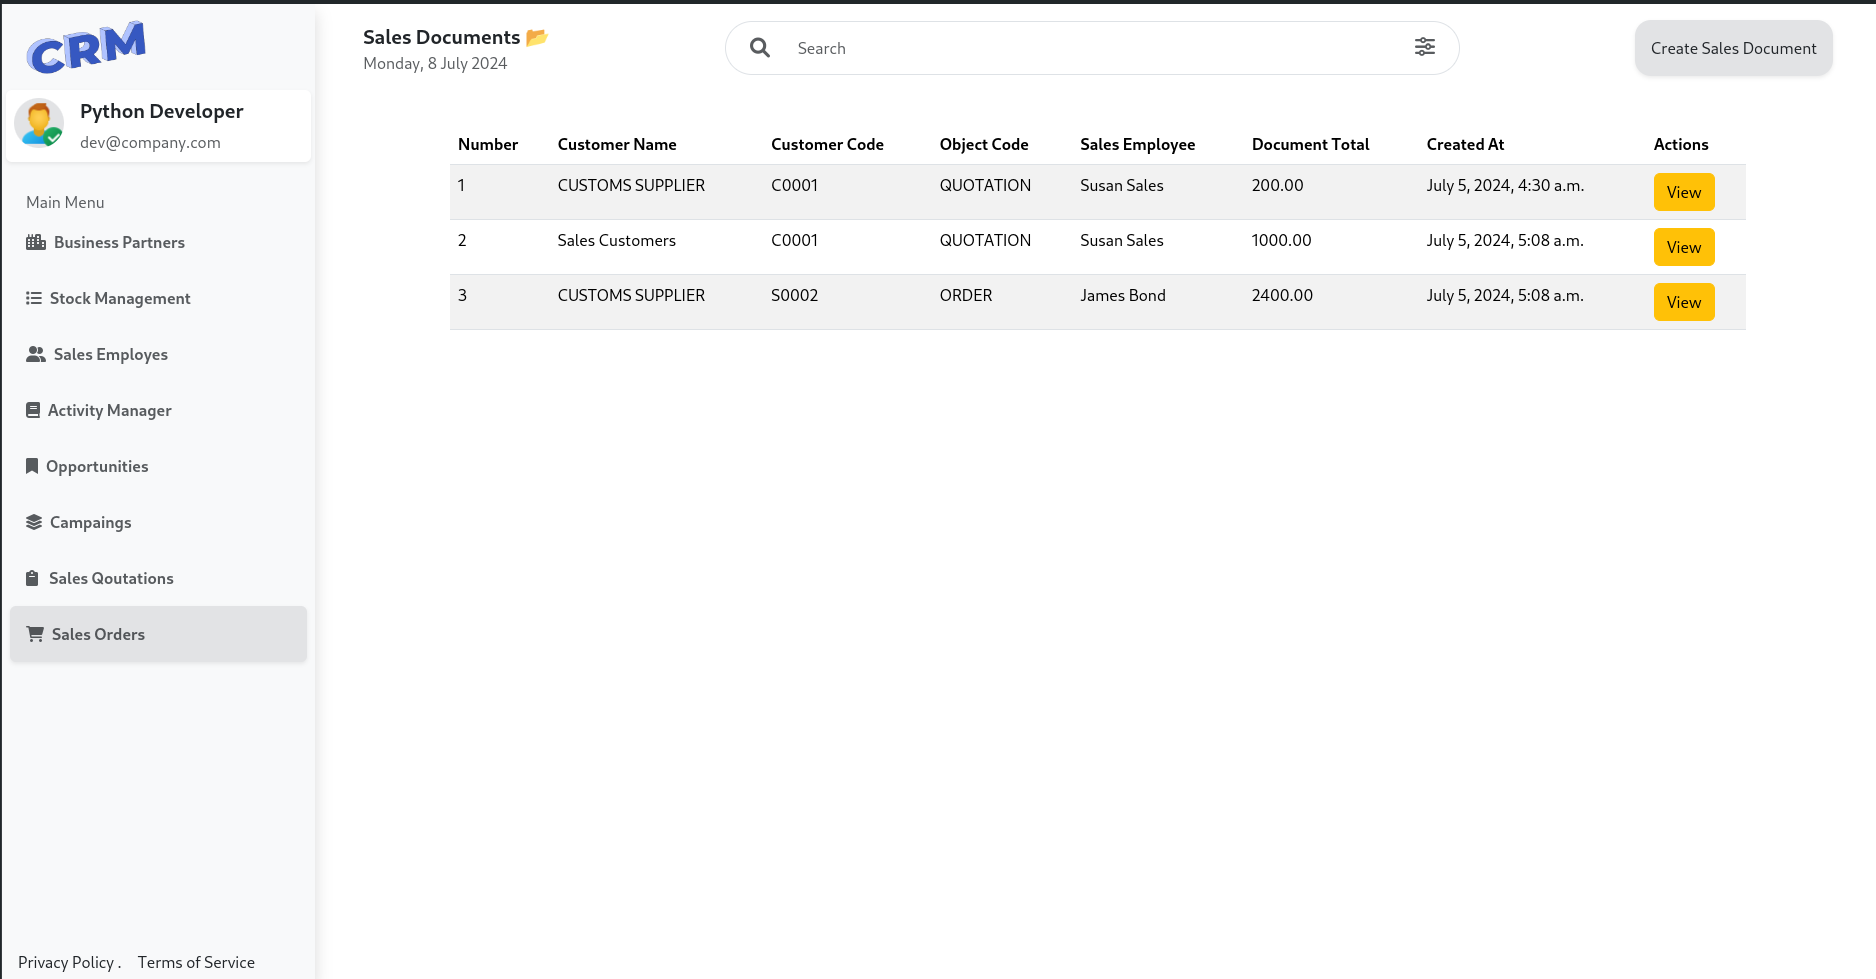 CRM
Python Developer
dev@company.com
Main Menu
Business Partners
Stock Management
Sales Employes
Activity Manager
Opportunities
Campaings
Sales Qoutations
Sales Orders
Privacy Policy . Terms of Service
Sales Documents 📂
Monday, 8 July 2024
Search
Create Sales Document
Number Customer Name Customer Code Object Code Sales Employee Document Total Created At Actions
1 CUSTOMS SUPPLIER C0001 QUOTATION Susan Sales 200.00 July 5, 2024, 4:30 a.m. View
2 Sales Customers C0001 QUOTATION Susan Sales 1000.00 July 5, 2024, 5:08 a.m. View
3 CUSTOMS SUPPLIER S0002 ORDER James Bond 2400.00 July 5, 2024, 5:08 a.m. View